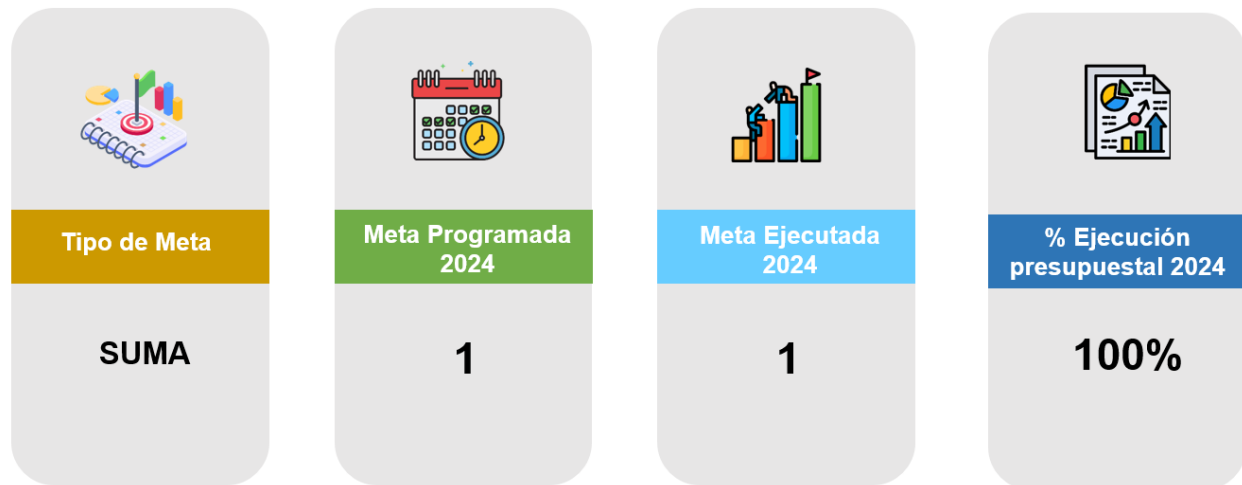 Tipo de Meta
SUMA
Meta Programada
2024
1
Meta Ejecutada
2024
1
% Ejecución
presupuestal 2024
100%